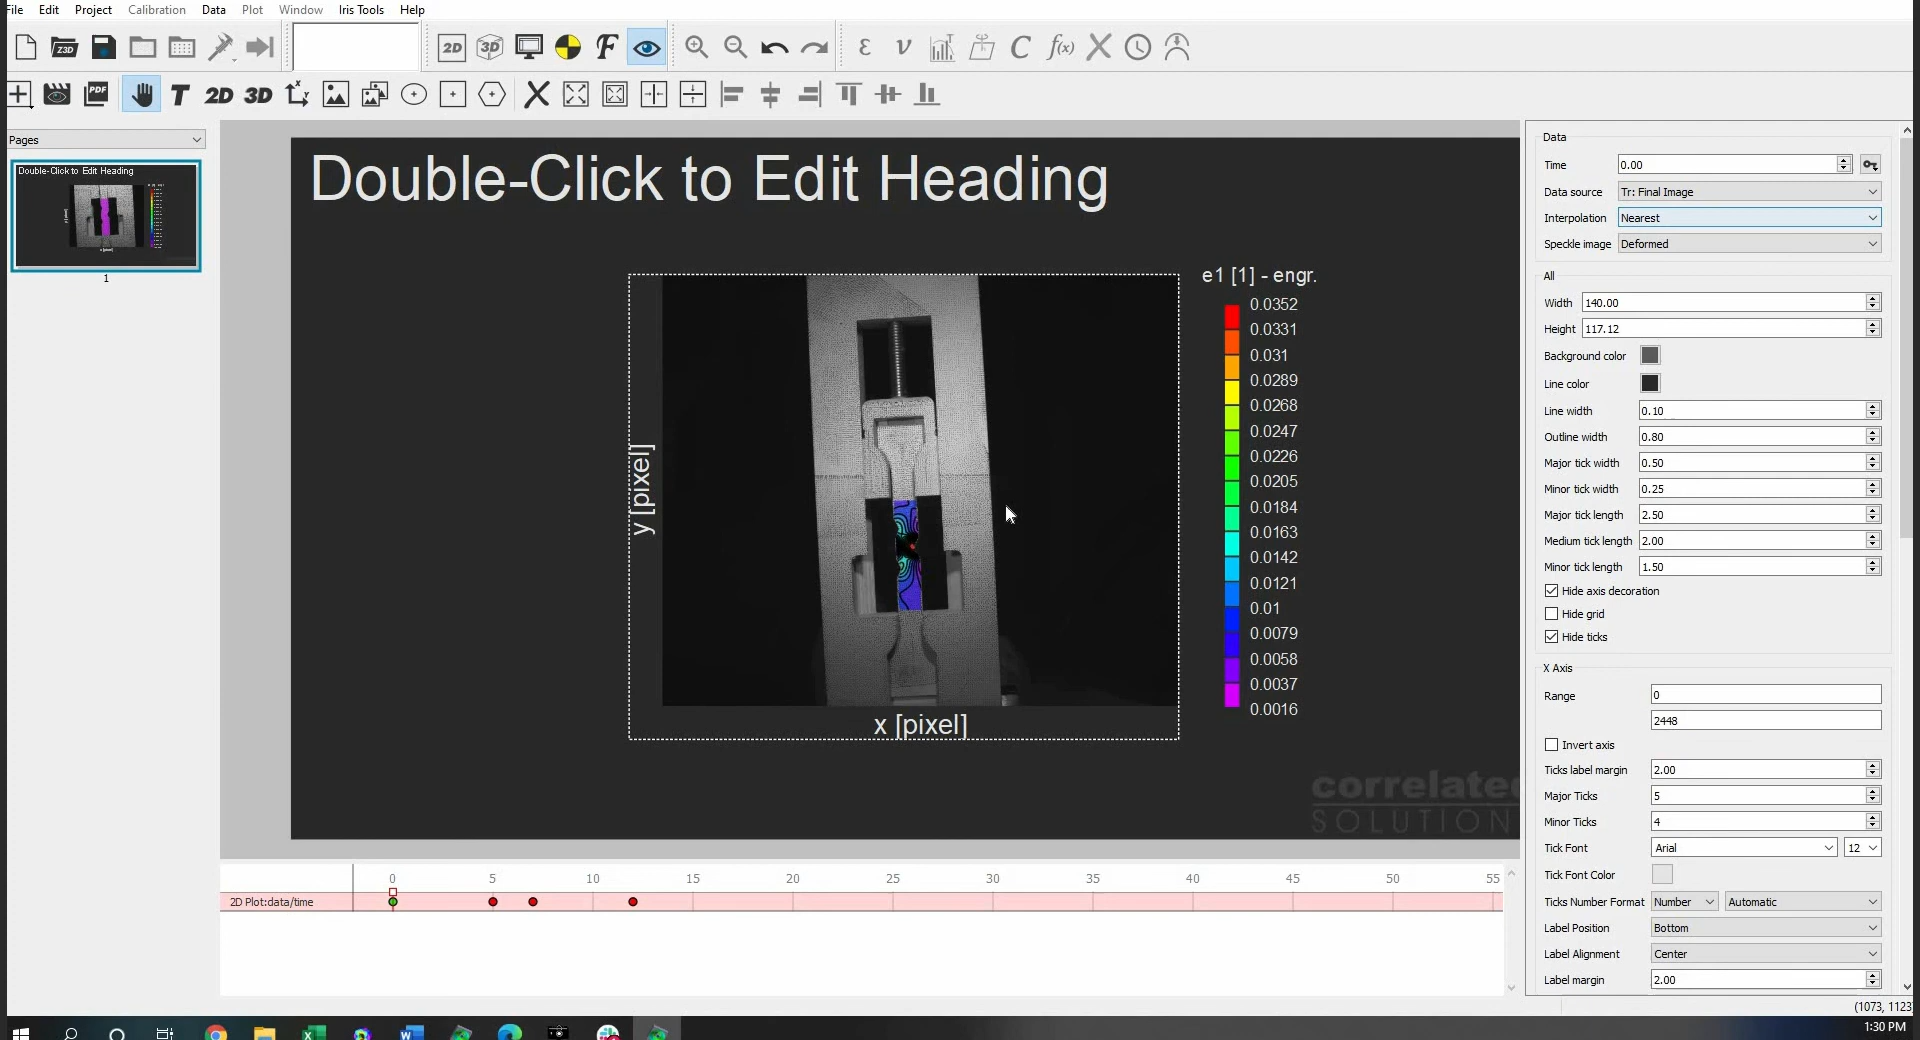 File Edit Project Calibration Data Plot Window Iris Tools Help
Z3D 2D 3D F ε ν C f(x)
PDF T 2D 3D
Pages
Double-Click to Edit Heading
1
Double-Click to Edit Heading
e1 [1] - engr.
0.0352
0.0331
0.031
0.0289
0.0268
0.0247
0.0226
0.0205
0.0184
0.0163
0.0142
0.0121
0.01
0.0079
0.0058
0.0037
0.0016
y [pixel]
x [pixel]
correlate
SOLUTION
0 5 10 15 20 25 30 35 40 45 50 55
2D Plot:data/time
Data
Time 0.00
Data source Tr: Final Image
Interpolation Nearest
Speckle image Deformed
All
Width 140.00
Height 117.12
Background color
Line color
Line width 0.10
Outline width 0.80
Major tick width 0.50
Minor tick width 0.25
Major tick length 2.50
Medium tick length 2.00
Minor tick length 1.50
Hide axis decoration
Hide grid
Hide ticks
X Axis
Range 0
2448
Invert axis
Ticks label margin 2.00
Major Ticks 5
Minor Ticks 4
Tick Font Arial 12
Tick Font Color
Ticks Number Format Number Automatic
Label Position Bottom
Label Alignment Center
Label margin 2.00
(1073, 1123
1:30 PM